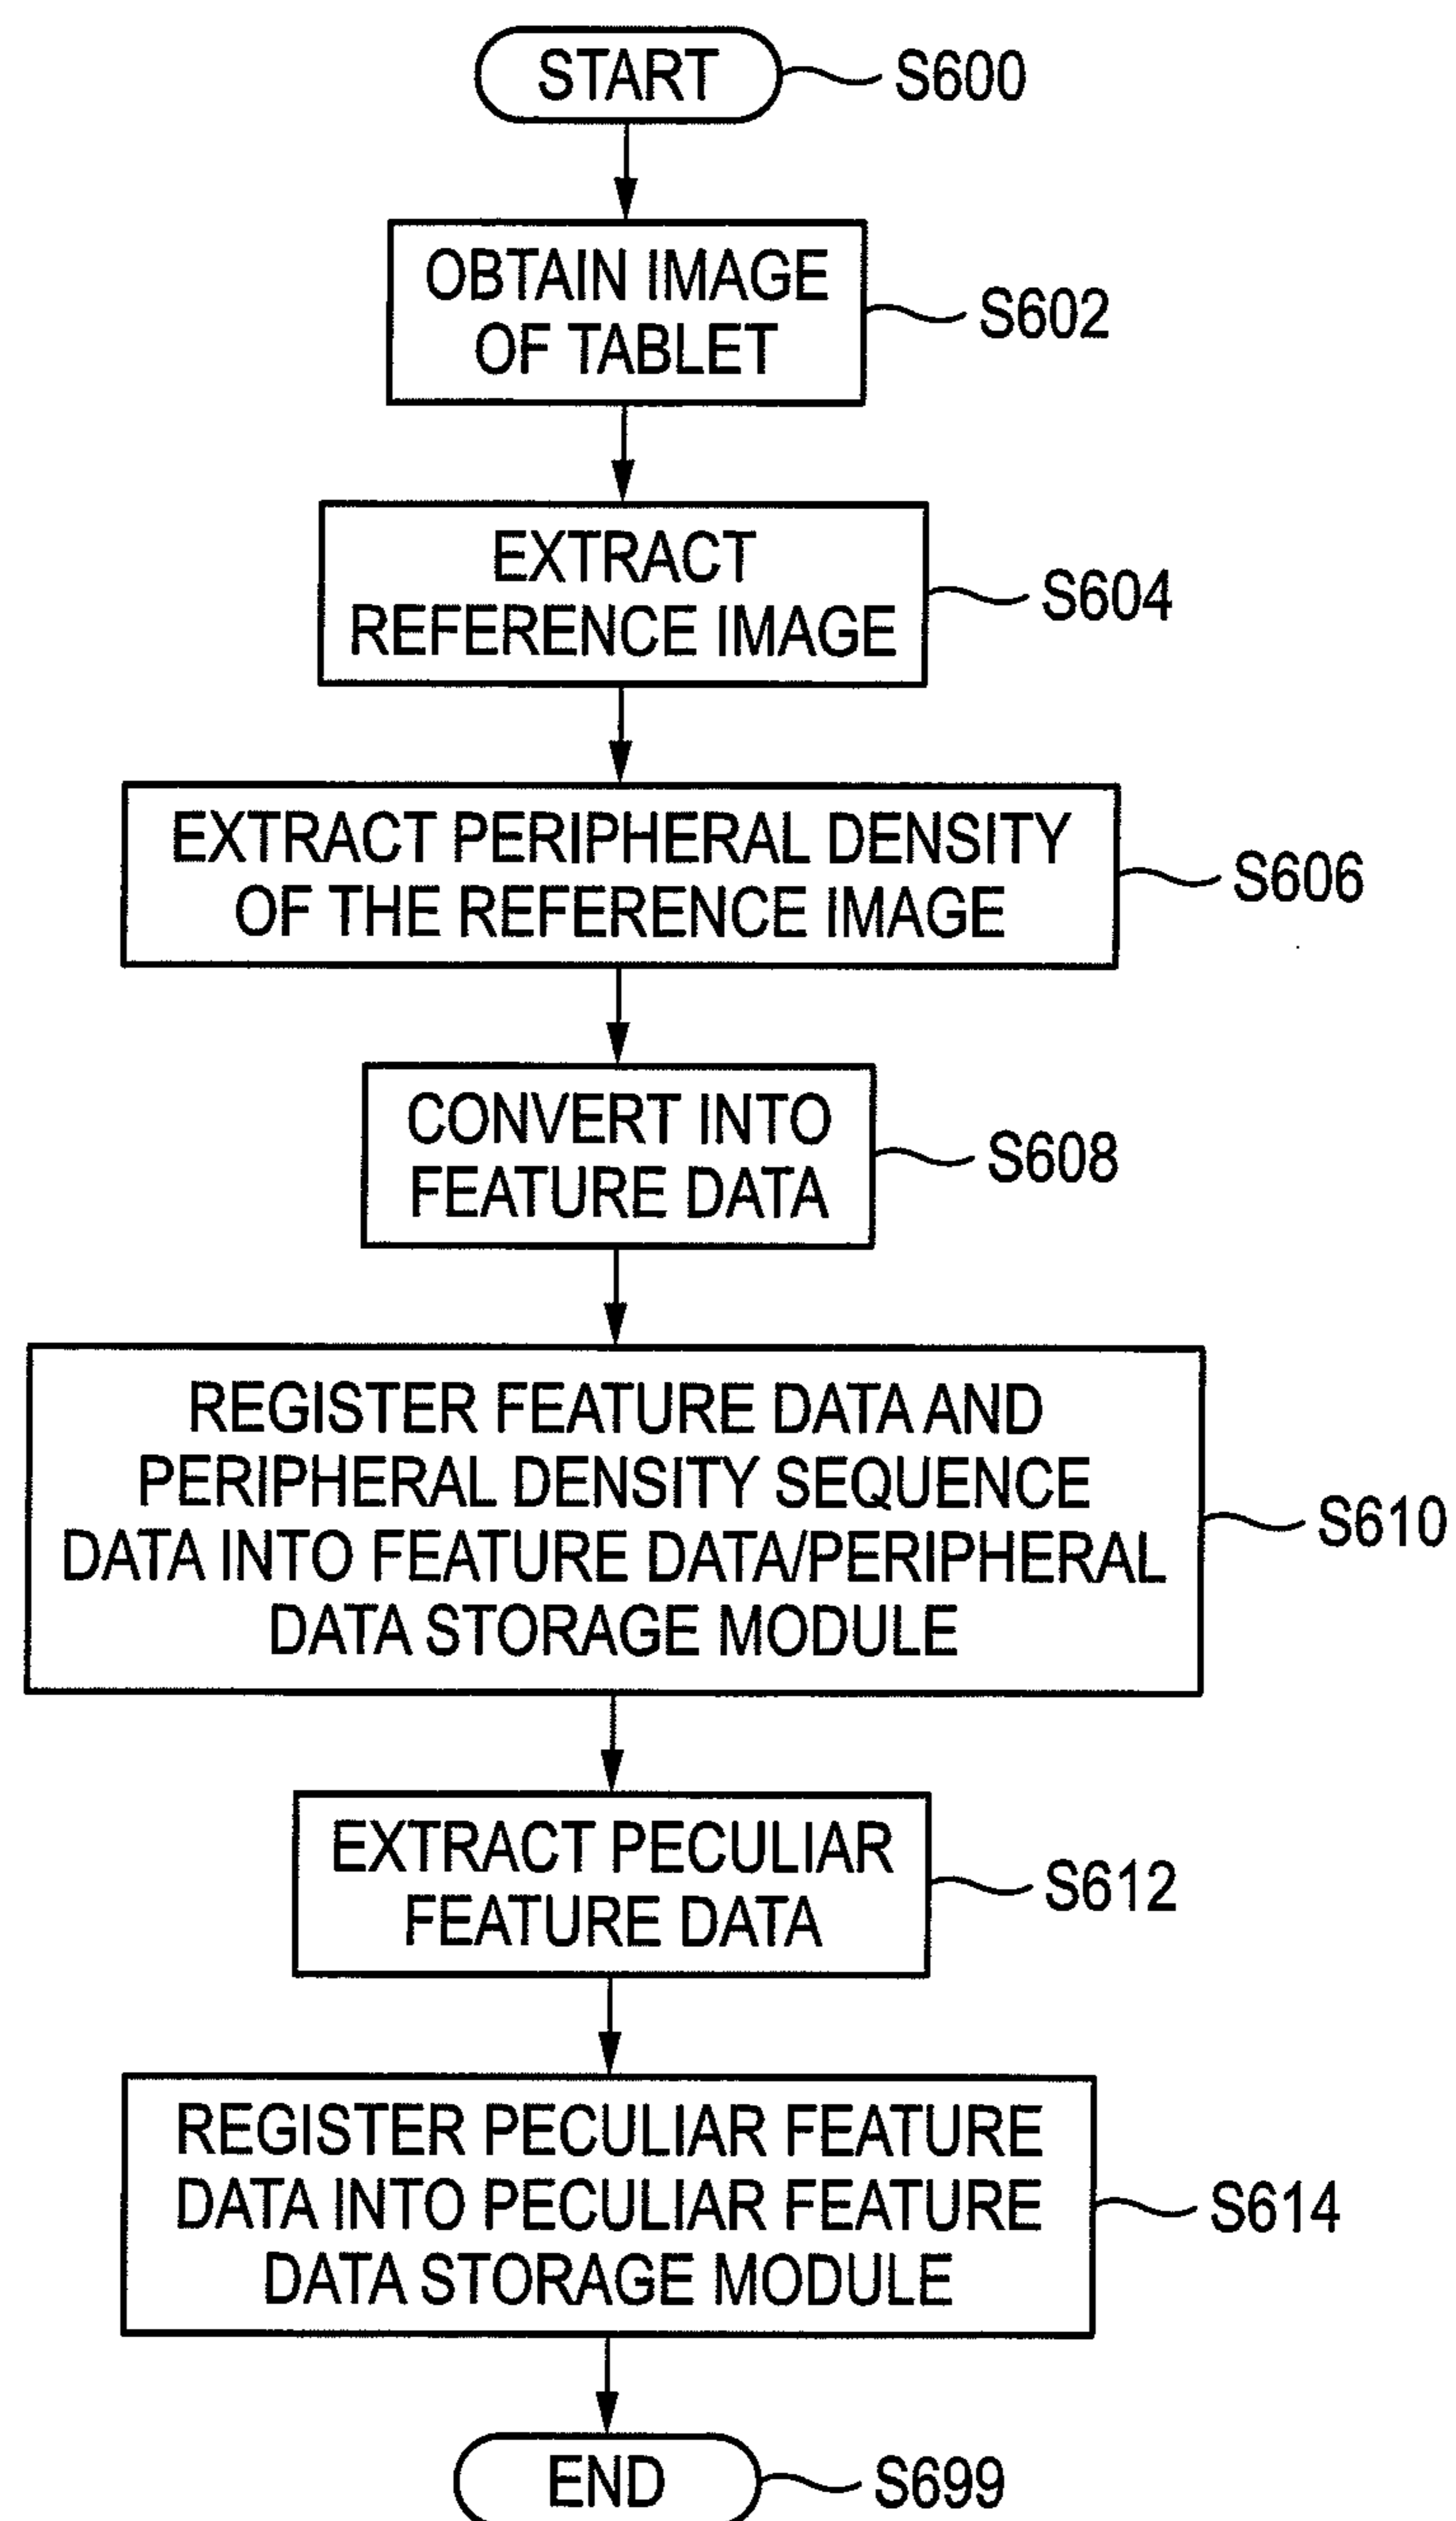 START
S600
OBTAIN IMAGE
OF TABLET
S602
EXTRACT
REFERENCE IMAGE
S604
EXTRACT PERIPHERAL DENSITY
OF THE REFERENCE IMAGE
S606
CONVERT INTO
FEATURE DATA
S608
REGISTER FEATURE DATA AND
PERIPHERAL DENSITY SEQUENCE
DATA INTO FEATURE DATA/PERIPHERAL
DATA STORAGE MODULE
S610
EXTRACT PECULIAR
FEATURE DATA
S612
REGISTER PECULIAR FEATURE
DATA INTO PECULIAR FEATURE
DATA STORAGE MODULE
S614
END
S699